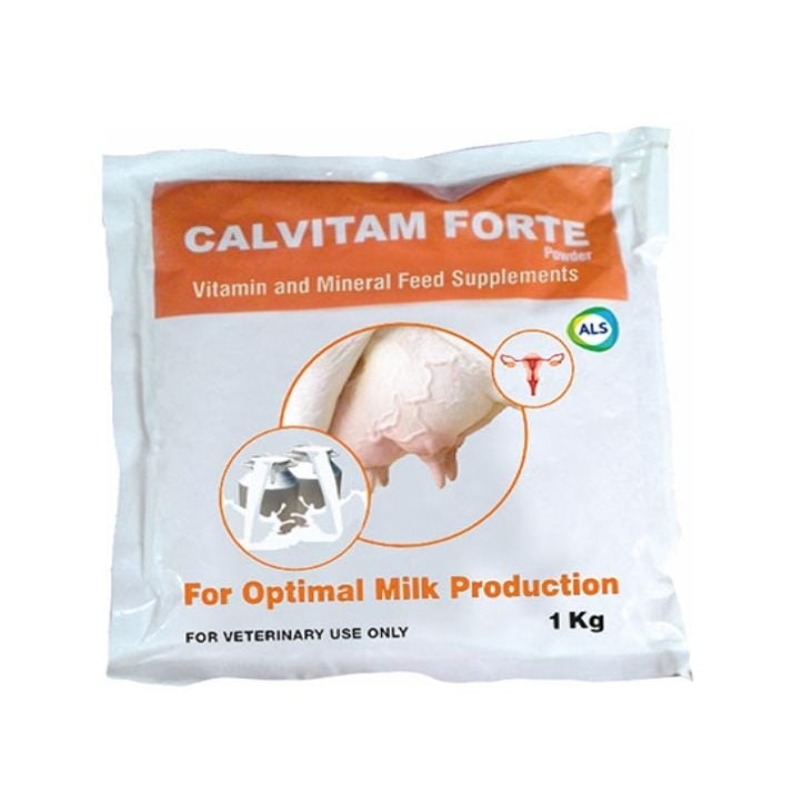 CALVITAM FORTE
Powder
Vitamin and Mineral Feed Supplements
ALS
For Optimal Milk Production
1 Kg
FOR VETERINARY USE ONLY